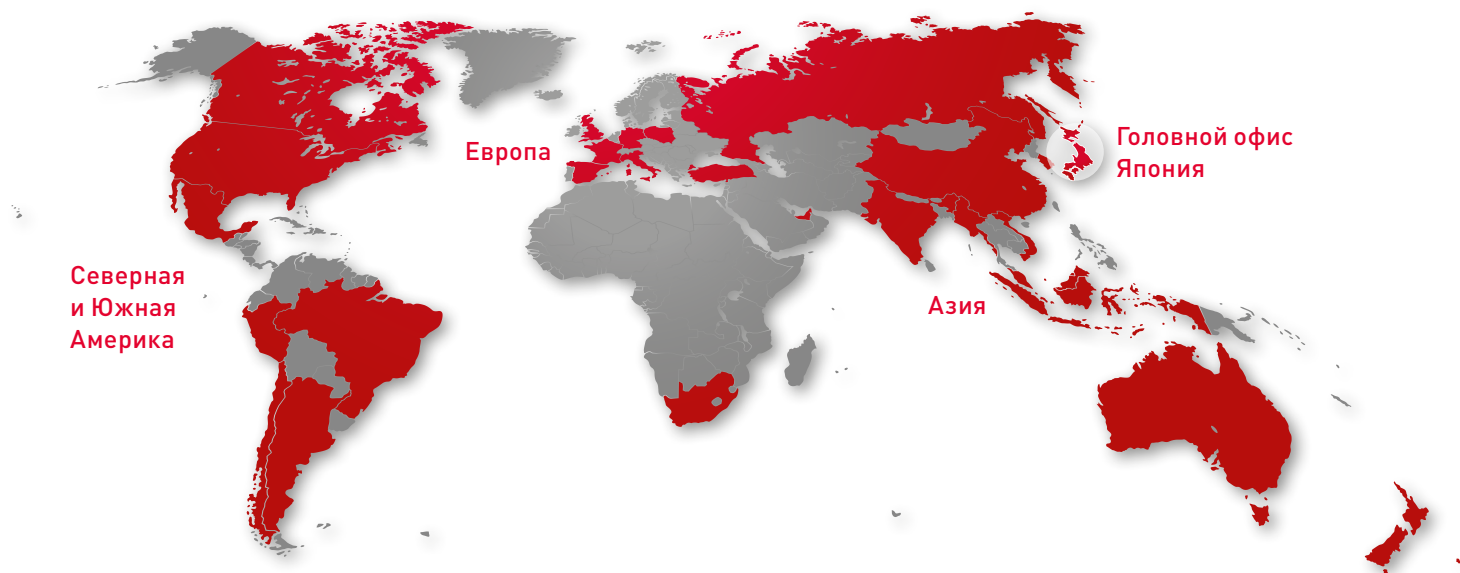 Европа
Головной офис
Япония
Северная
и Южная
Америка
Азия